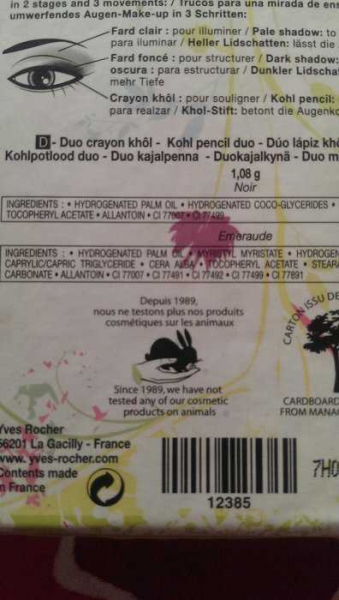 in 2 stages and 3 movements: / Trucos para una mirada de
umwerfendes Augen-Make-up in 3 Schritten:
Fard clair : pour illuminer / Pale shadow: to
para iluminar / Heller Lidschatten: lässt die
Fard foncé : pour structurer / Dark shadow:
oscura : para estructurar / Dunkler
mehr Tiefe
Crayon khôl : pour souligner / Kohl pencil:
para realzar / Khol-Stift: betont die
D - Duo crayon khôl - Kohl pencil duo - Dúo lápiz
Kohlpotlood duo - Duo kajalpenna - Duokajalkynä - Duo
1,08 g
Noir
INGREDIENTS : • HYDROGENATED PALM OIL • HYDROGENATED COCO-GLYCERIDES •
TOCOPHERYL ACETATE • ALLANTOIN • CI 77007 • CI 77499
Emeraude
INGREDIENTS : • HYDROGENATED PALM OIL • MYRISTYL MYRISTATE •
CAPRYLIC/CAPRIC TRIGLYCERIDE • CERA ALBA • TOCOPHERYL ACETATE •
CARBONATE • ALLANTOIN • CI 77007 • CI 77491 • CI 77492 • CI 77499 • CI 77891
Depuis 1989,
nous ne testons plus nos produits
cosmétiques sur les animaux
CARTON ISSU DE
Since 1989, we have not
tested any of our cosmetic
products on animals
CARDBOARD
FROM
Yves Rocher
56201 La Gacilly - France
www.yves-rocher.com
Contents made
in France
12385